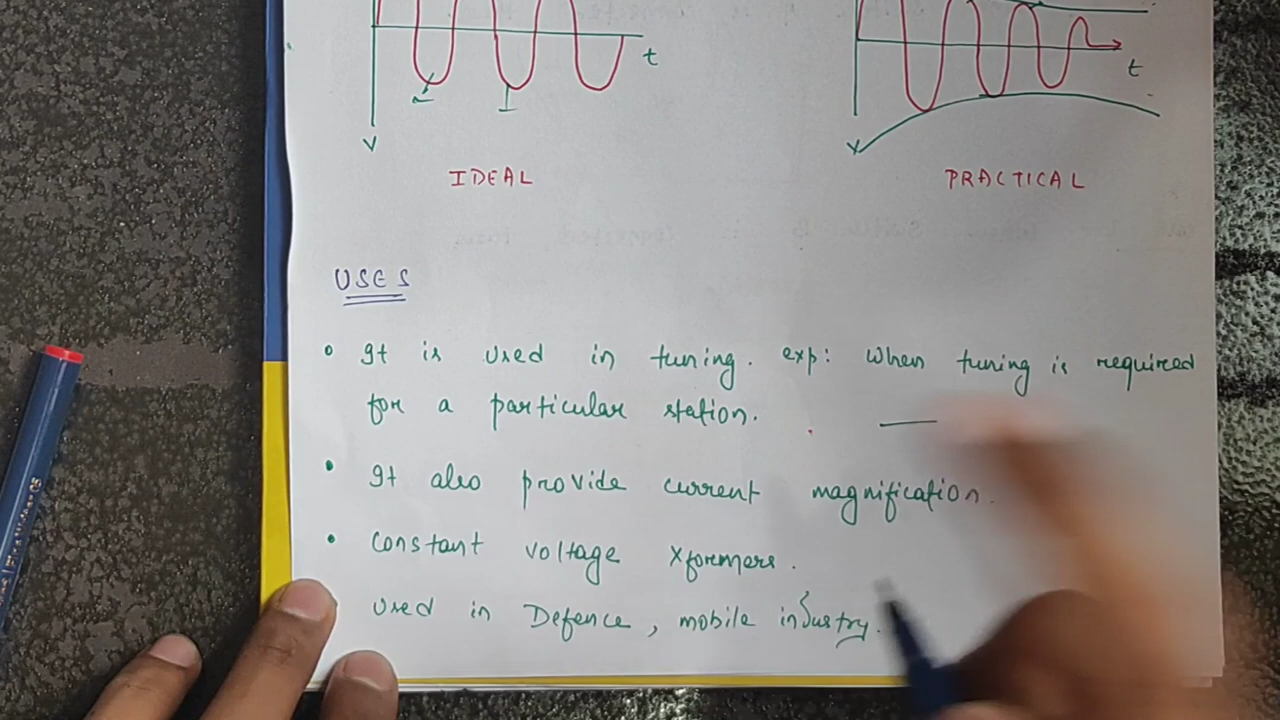 t
t
V
V
IDEAL
PRACTICAL
USES
It is used in tuning. exp: When tuning is required
for a particular station.
It also provide current magnification.
Constant voltage Xformers.
used in Defence, mobile industry.